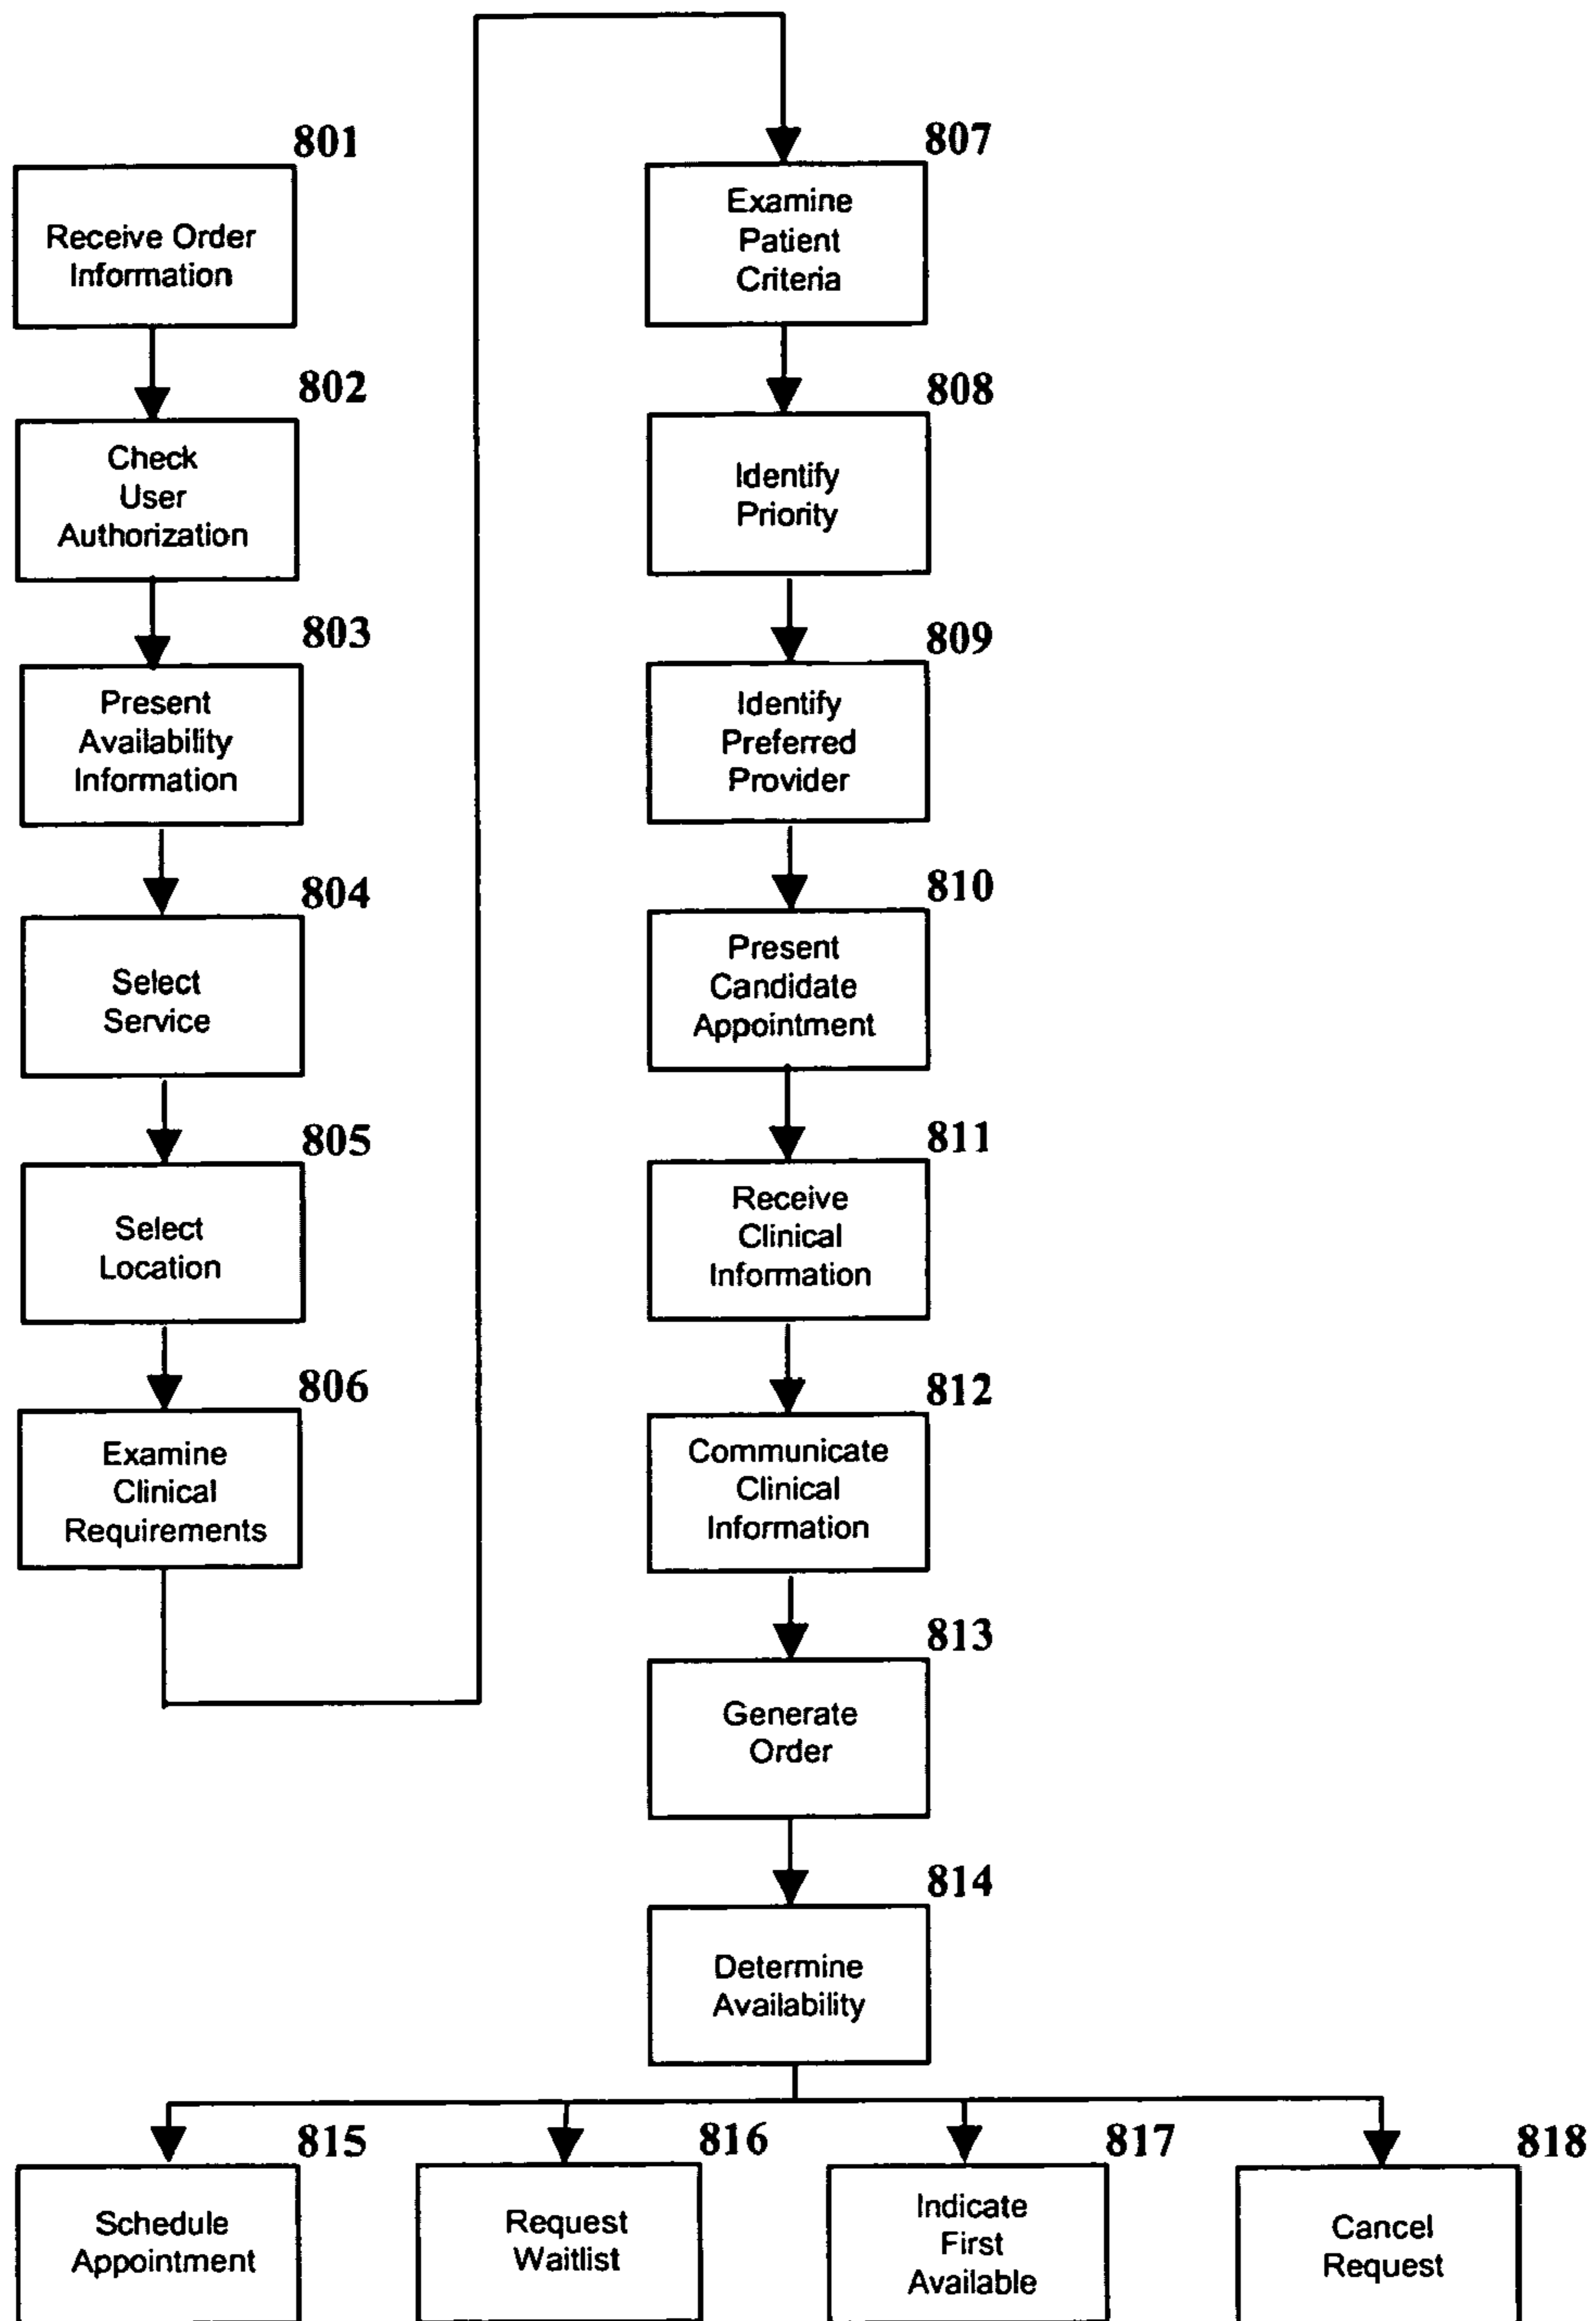 801
Receive Order
Information
802
Check
User
Authorization
803
Present
Availability
Information
804
Select
Service
805
Select
Location
806
Examine
Clinical
Requirements
807
Examine
Patient
Criteria
808
Identify
Priority
809
Identify
Preferred
Provider
810
Present
Candidate
Appointment
811
Receive
Clinical
Information
812
Communicate
Clinical
Information
813
Generate
Order
814
Determine
Availability
815
Schedule
Appointment
816
Request
Waitlist
817
Indicate
First
Available
818
Cancel
Request